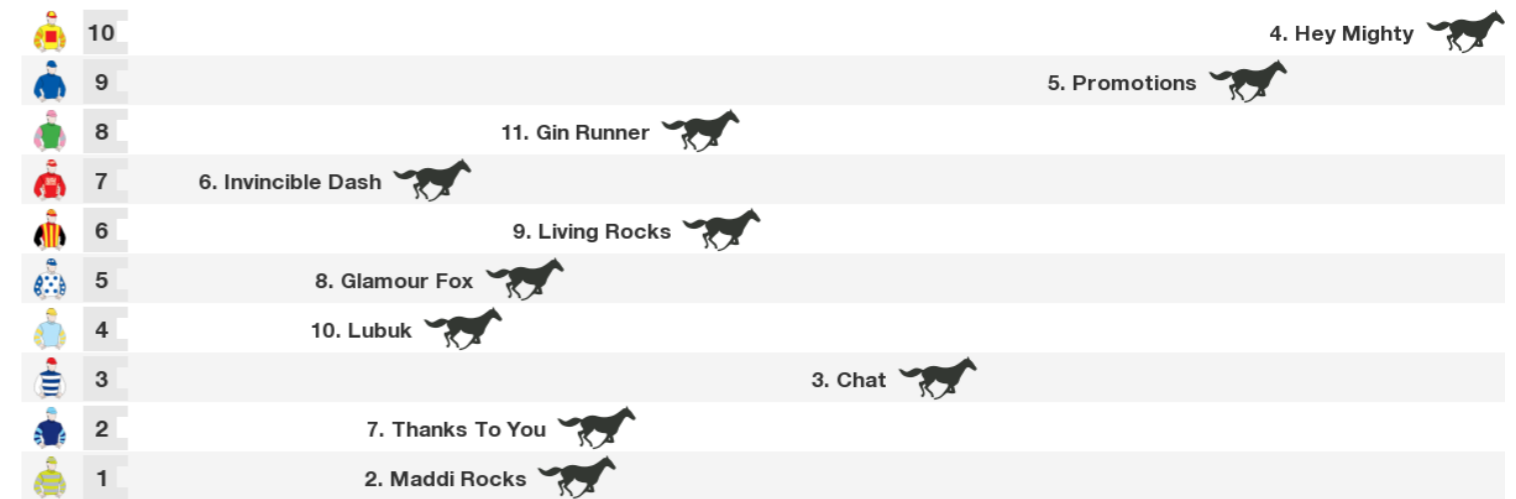 10 4. Hey Mighty
9 5. Promotions
8 11. Gin Runner
7 6. Invincible Dash
6 9. Living Rocks
5 8. Glamour Fox
4 10. Lubuk
3 3. Chat
2 7. Thanks To You
1 2. Maddi Rocks